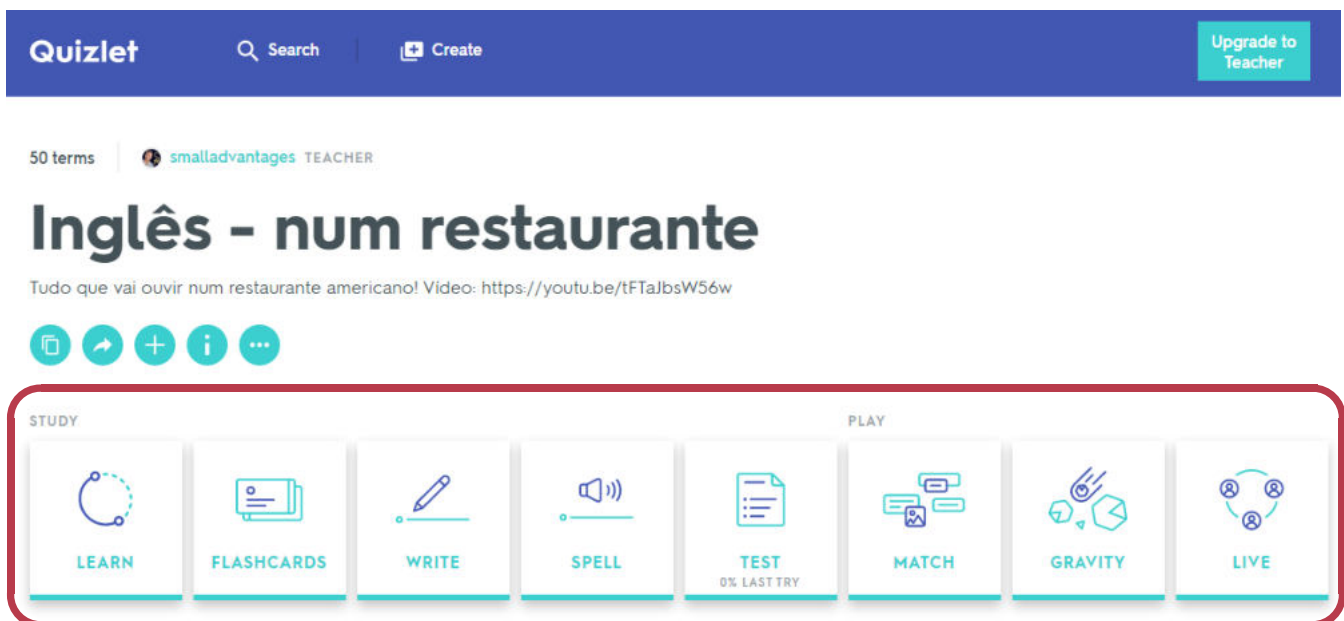 Quizlet Search Create Upgrade to
Teacher
50 terms smalladvantages TEACHER
Inglês - num restaurante
Tudo que vai ouvir num restaurante americano! Vídeo: https://youtu.be/tFTaJbsW56w
STUDY PLAY
LEARN FLASHCARDS WRITE SPELL TEST MATCH GRAVITY LIVE
0% LAST TRY